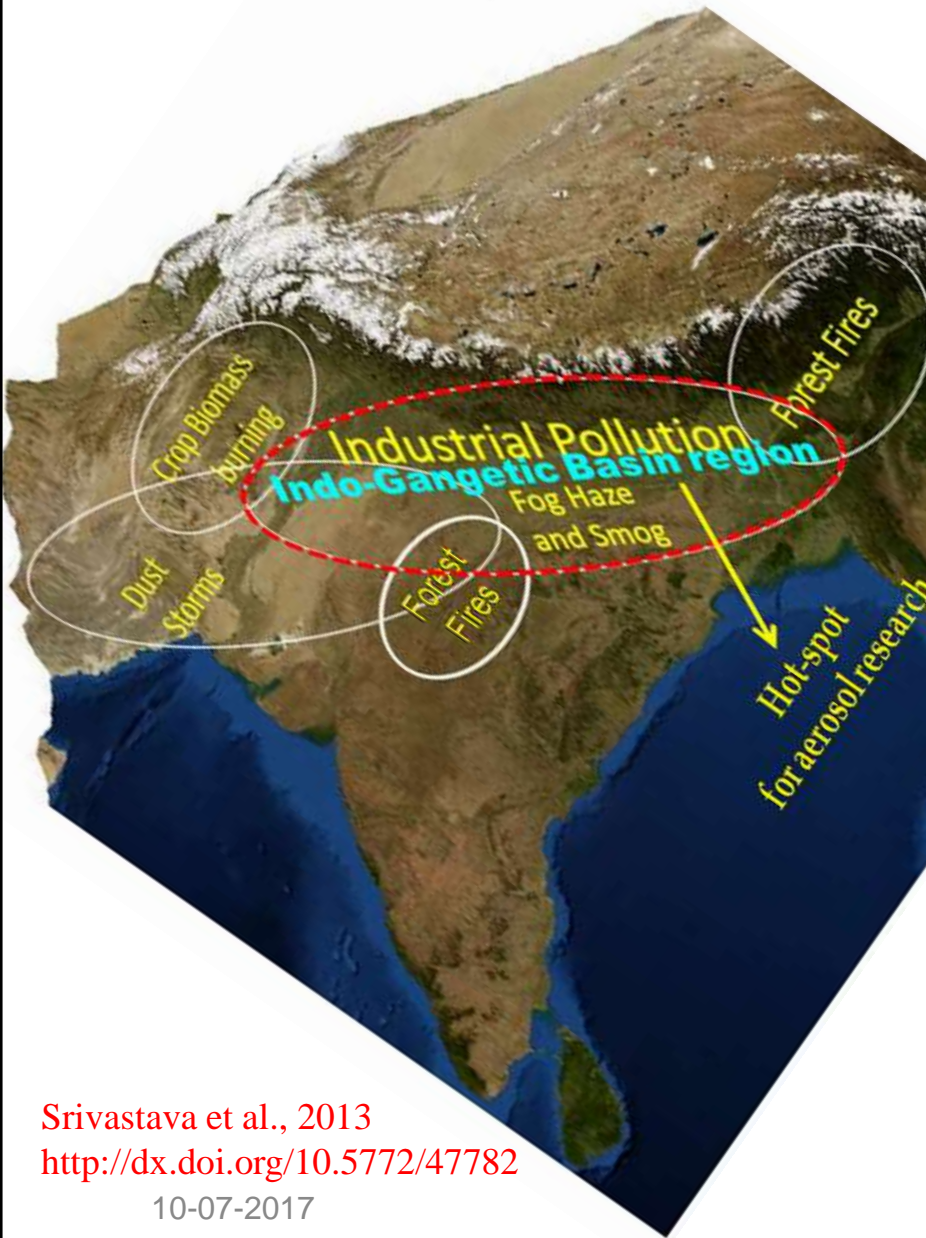 Forest Fires
Crop Biomass
burning
Industrial Pollution
Indo-Gangetic Basin region
Fog Haze
and Smog
Dust
Storms
Forest
Fires
Hot-spot
for aerosol research
Srivastava et al., 2013
http://dx.doi.org/10.5772/47782
10-07-2017